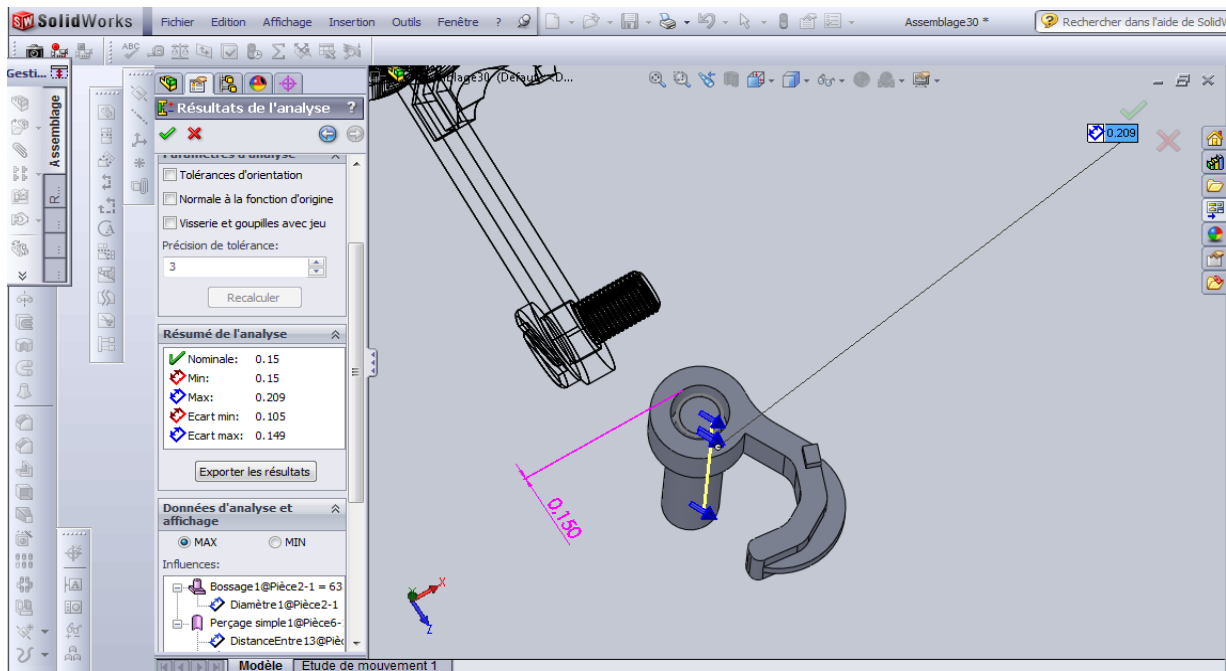 SolidWorks Fichier Edition Affichage Insertion Outils Fenêtre ? Assemblage30 * Rechercher dans l'aide de SolidW
ABC
Gesti...
Assemblage
R...
Résultats de l'analyse ?
Paramètres d'analyse
Tolérances d'orientation
Normale à la fonction d'origine
Visserie et goupilles avec jeu
Précision de tolérance:
3
Recalculer
Résumé de l'analyse
Nominale: 0.15
Min: 0.15
Max: 0.209
Ecart min: 0.105
Ecart max: 0.149
Exporter les résultats
Données d'analyse et
affichage
MAX MIN
Influences:
Bossage1@Pièce2-1 = 63
Diamètre1@Pièce2-1
Perçage simple1@Pièce6-
DistanceEntre13@Pièc
0.209
0,150
X
Z
Modèle Etude de mouvement 1